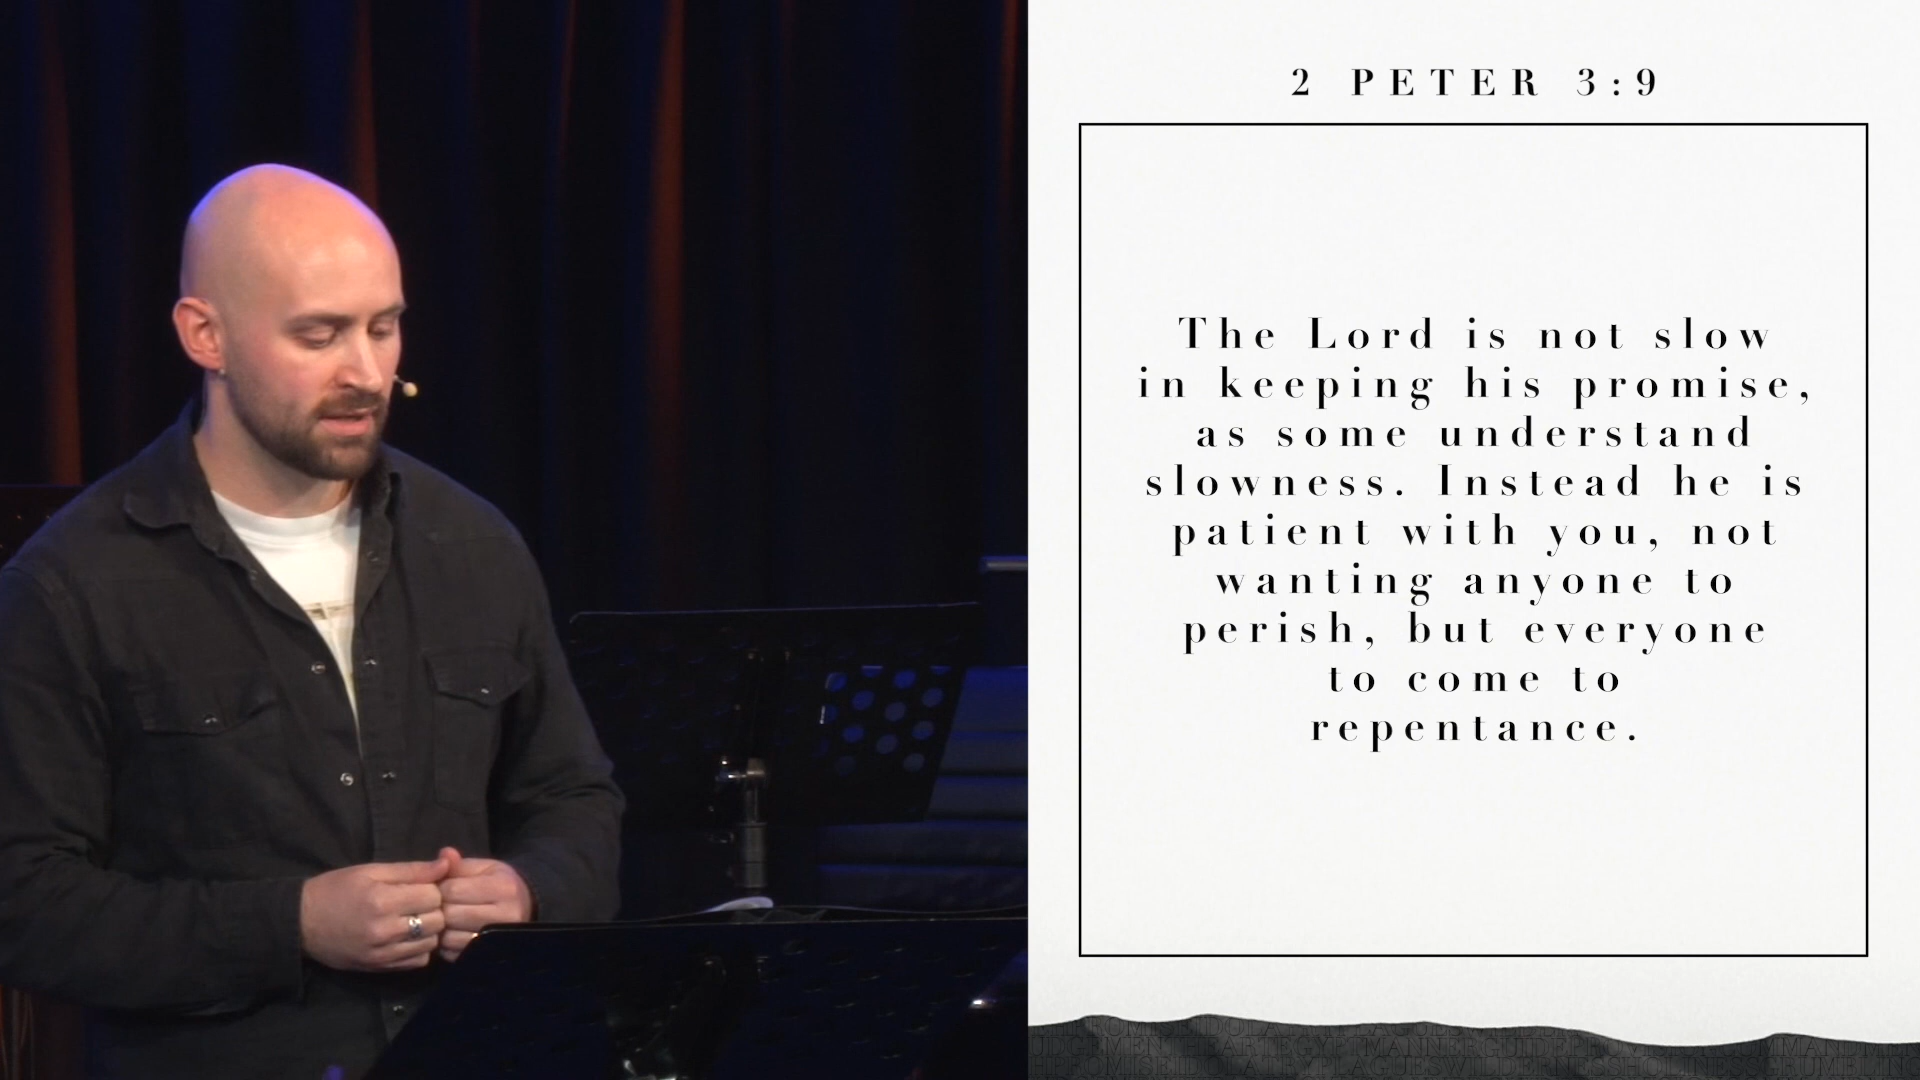 2 PETER 3:9
The Lord is not slow
in keeping his promise,
as some understand
slowness. Instead he is
patient with you, not
wanting anyone to
perish, but everyone
to come to
repentance.